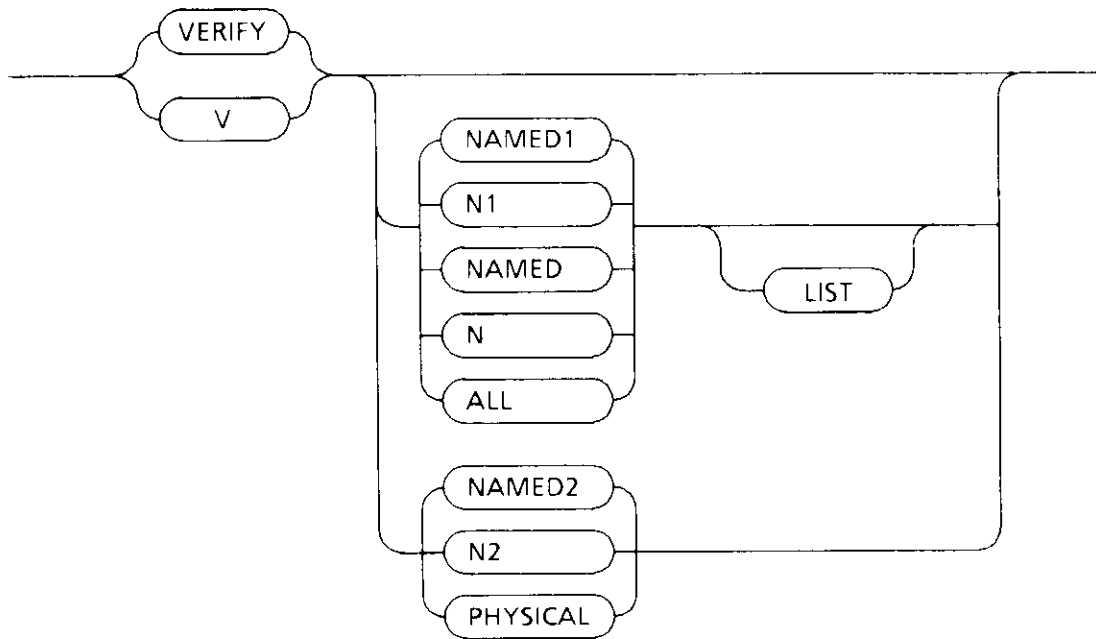 VERIFY
V
NAMED1
N1
NAMED
N
ALL
LIST
NAMED2
N2
PHYSICAL